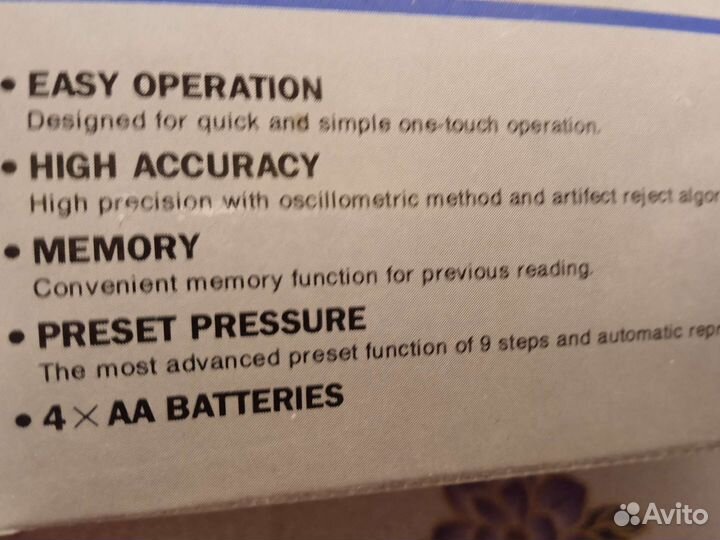 • EASY OPERATION
Designed for quick and simple one-touch operation.
• HIGH ACCURACY
High precision with oscillometric method and artifect reject algor
• MEMORY
Convenient memory function for previous reading.
• PRESET PRESSURE
The most advanced preset function of 9 steps and automatic repr
• 4 × AA BATTERIES
Avito